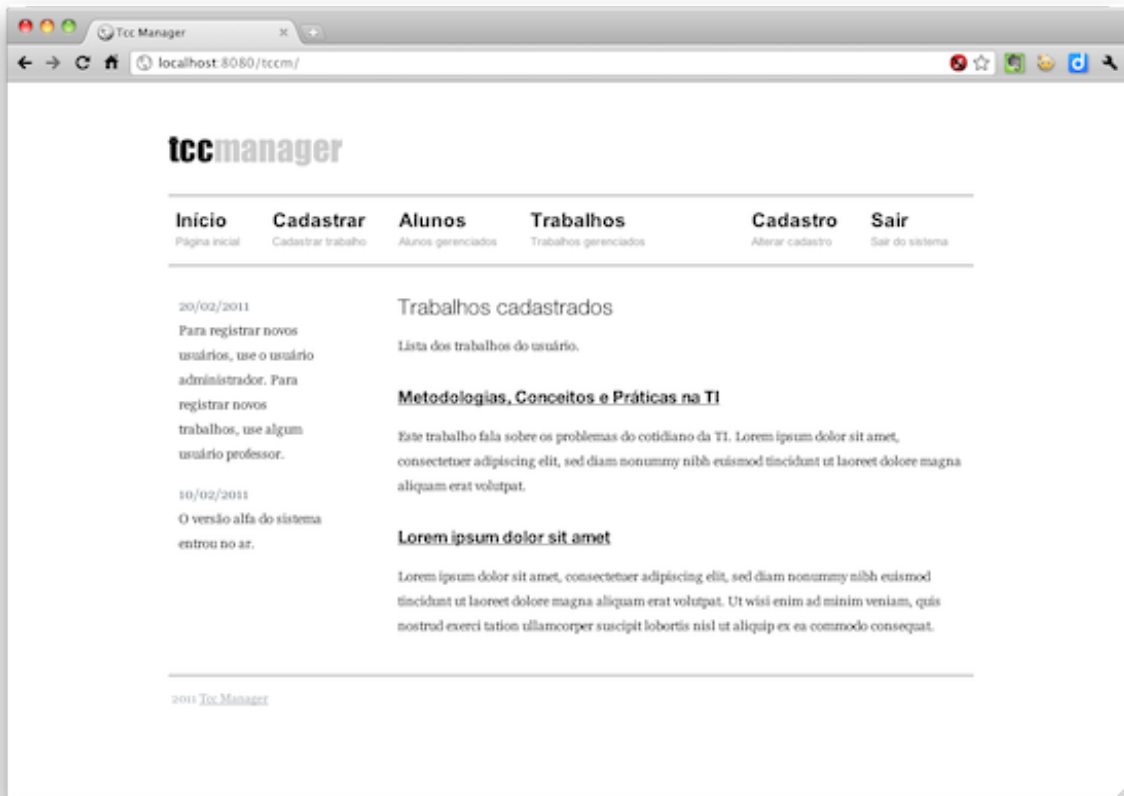 Tcc Manager
localhost:8080/tccm/
tccmanager
Início Cadastrar Alunos Trabalhos Cadastro Sair
Página inicial Cadastrar trabalho Alunos gerenciados Trabalhos gerenciados Alterar cadastro Sair do sistema
20/02/2011
Para registrar novos
usuários, use o usuário
administrador. Para
registrar novos
trabalhos, use algum
usuário professor.
10/02/2011
O versão alfa do sistema
entrou no ar.
Trabalhos cadastrados
Lista dos trabalhos do usuário.
Metodologias, Conceitos e Práticas na TI
Este trabalho fala sobre os problemas do cotidiano da TI. Lorem ipsum dolor sit amet,
consectetuer adipiscing elit, sed diam nonummy nibh euismod tincidunt ut laoreet dolore magna
aliquam erat volutpat.
Lorem ipsum dolor sit amet
Lorem ipsum dolor sit amet, consectetuer adipiscing elit, sed diam nonummy nibh euismod
tincidunt ut laoreet dolore magna aliquam erat volutpat. Ut wisi enim ad minim veniam, quis
nostrud exerci tation ullamcorper suscipit lobortis nisl ut aliquip ex ea commodo consequat.
2011 Tcc Manager